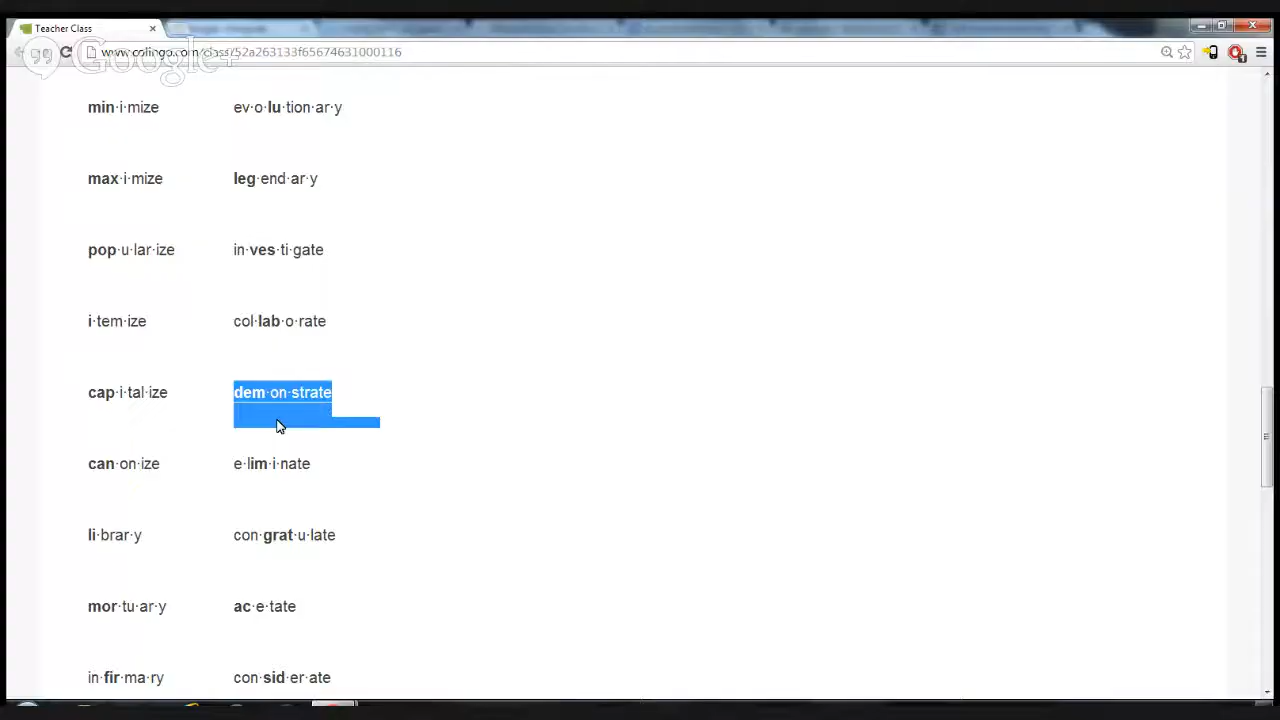 Teacher Class
www.colingo.com/class/52a263133f65674631000116
Google+
min·i·mize ev·o·lu·tion·ar·y
max·i·mize leg·end·ar·y
pop·u·lar·ize in·ves·ti·gate
i·tem·ize col·lab·o·rate
cap·i·tal·ize dem·on·strate
can·on·ize e·lim·i·nate
li·brar·y con·grat·u·late
mor·tu·ar·y ac·e·tate
in·fir·ma·ry con·sid·er·ate